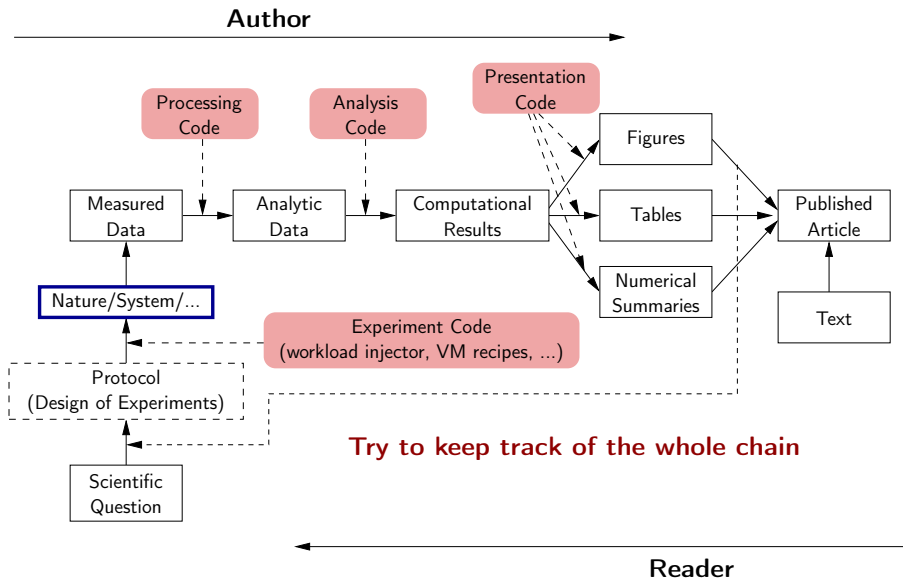 Author
Processing
Code
Analysis
Code
Presentation
Code
Figures
Measured
Data
Analytic
Data
Computational
Results
Tables
Published
Article
Nature/System/...
Numerical
Summaries
Text
Experiment Code
(workload injector, VM recipes, ...)
Protocol
(Design of Experiments)
Try to keep track of the whole chain
Scientific
Question
Reader